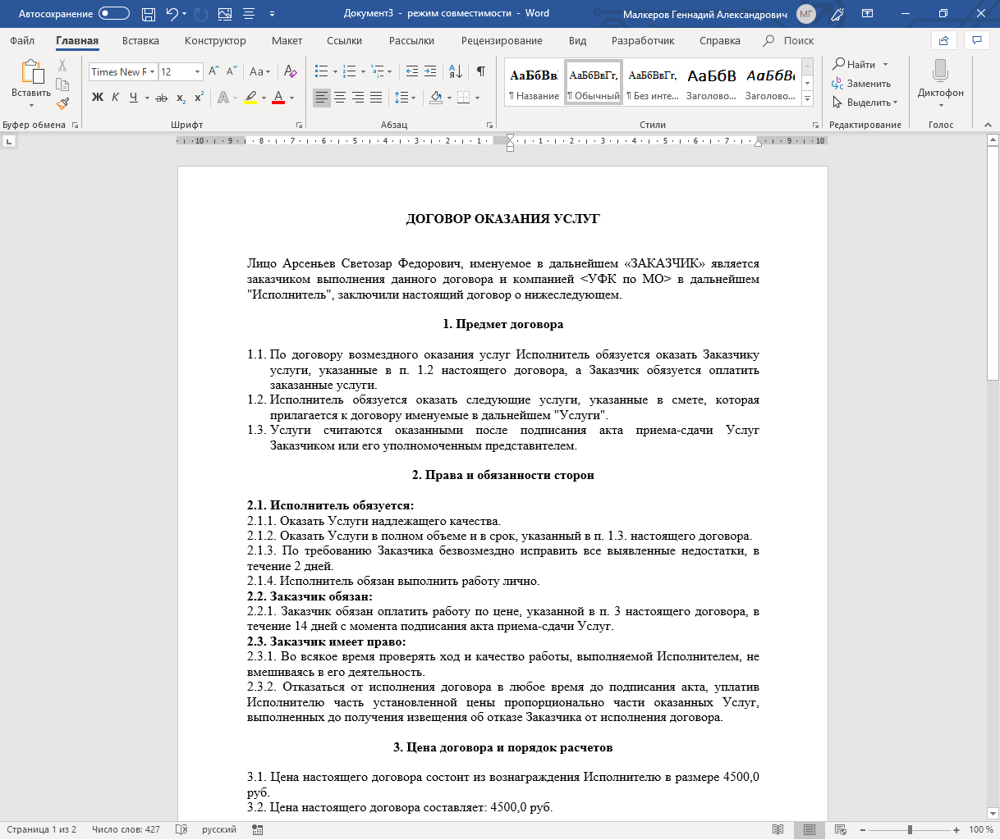 Автосохранение
Документ3 - режим совместимости - Word
Малкеров Геннадий Александрович МГ
Файл Главная Вставка Конструктор Макет Ссылки Рассылки Рецензирование Вид Разработчик Справка Поиск
Вставить
Буфер обмена
Times New R 12
Aa
Ж К Ч ab x₂ x²
Шрифт
Абзац
АаБбВв.
¶ Название
АаБбВвГг,
¶ Обычный
АаБбВвГг,
¶ Без инте...
АаБбВ
Заголово...
АаБбВс
Заголово...
Стили
Найти
Заменить
Выделить
Редактирование
Диктофон
Голос
10 9 8 7 6 5 4 3 2 1 1 2 3 4 5 6 7 9 10
ДОГОВОР ОКАЗАНИЯ УСЛУГ
Лицо Арсеньев Светозар Федорович, именуемое в дальнейшем «ЗАКАЗЧИК» является
заказчиком выполнения данного договора и компанией <УФК по МО> в дальнейшем
"Исполнитель", заключили настоящий договор о нижеследующем.
1. Предмет договора
1.1. По договору возмездного оказания услуг Исполнитель обязуется оказать Заказчику
услуги, указанные в п. 1.2 настоящего договора, а Заказчик обязуется оплатить
заказанные услуги.
1.2. Исполнитель обязуется оказать следующие услуги, указанные в смете, которая
прилагается к договору именуемые в дальнейшем "Услуги".
1.3. Услуги считаются оказанными после подписания акта приема-сдачи Услуг
Заказчиком или его уполномоченным представителем.
2. Права и обязанности сторон
2.1. Исполнитель обязуется:
2.1.1. Оказать Услуги надлежащего качества.
2.1.2. Оказать Услуги в полном объеме и в срок, указанный в п. 1.3. настоящего договора.
2.1.3. По требованию Заказчика безвозмездно исправить все выявленные недостатки, в
течение 2 дней.
2.1.4. Исполнитель обязан выполнить работу лично.
2.2. Заказчик обязан:
2.2.1. Заказчик обязан оплатить работу по цене, указанной в п. 3 настоящего договора, в
течение 14 дней с момента подписания акта приема-сдачи Услуг.
2.3. Заказчик имеет право:
2.3.1. Во всякое время проверять ход и качество работы, выполняемой Исполнителем, не
вмешиваясь в его деятельность.
2.3.2. Отказаться от исполнения договора в любое время до подписания акта, уплатив
Исполнителю часть установленной цены пропорционально части оказанных Услуг,
выполненных до получения извещения об отказе Заказчика от исполнения договора.
3. Цена договора и порядок расчетов
3.1. Цена настоящего договора состоит из вознаграждения Исполнителю в размере 4500,0
руб.
3.2. Цена настоящего договора составляет: 4500,0 руб.
Страница 1 из 2 Число слов: 427 русский 100 %